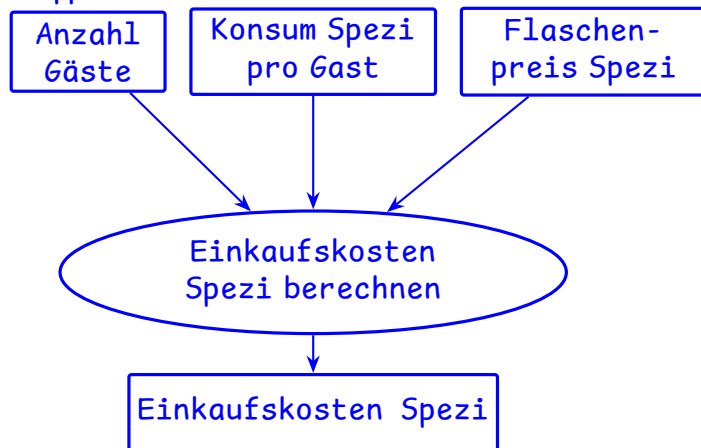 Anzahl
Gäste
Konsum Spezi
pro Gast
Flaschen-
preis Spezi
Einkaufskosten
Spezi berechnen
Einkaufskosten Spezi